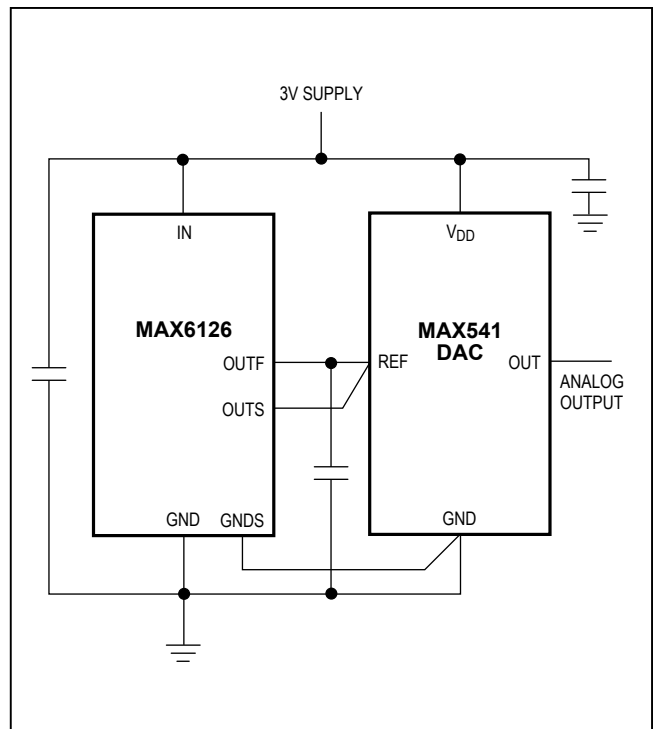 3V SUPPLY
IN
VDD
MAX6126
MAX541
DAC
OUTF
REF
OUT
ANALOG
OUTPUT
OUTS
GND
GNDS
GND